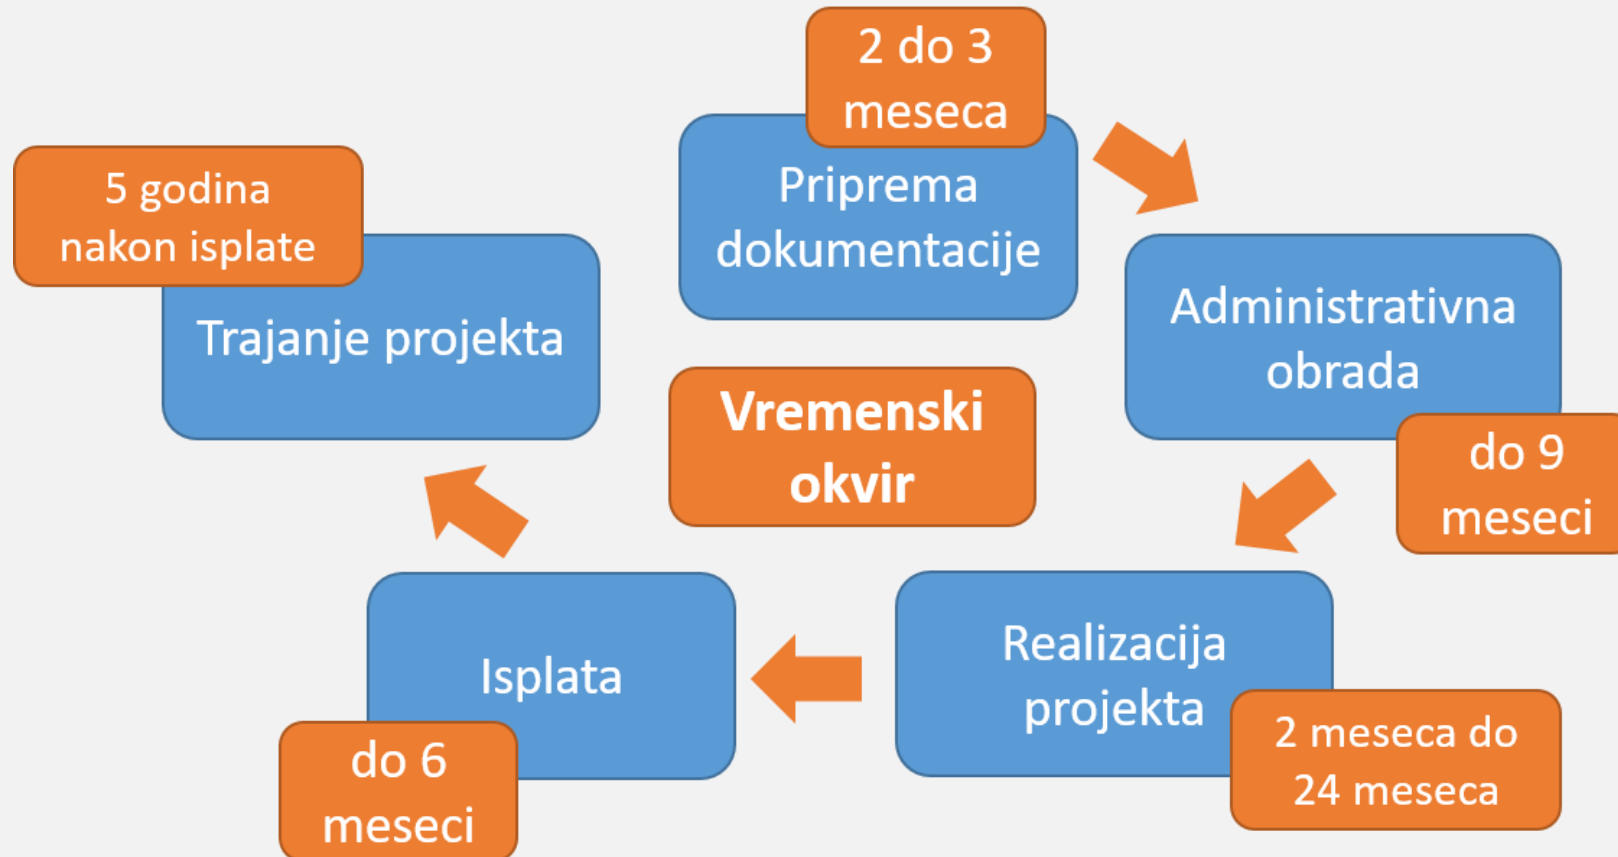 2 do 3
meseca
Priprema
dokumentacije
Administrativna
obrada
do 9
meseci
Realizacija
projekta
2 meseca do
24 meseca
Isplata
do 6
meseci
5 godina
nakon isplate
Trajanje projekta
Vremenski
okvir